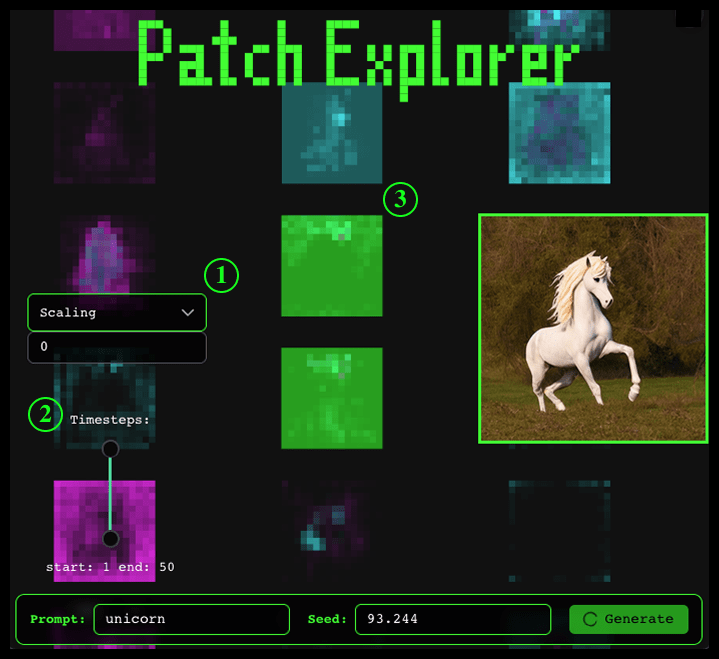 Patch Explorer
3
1
Scaling
0
2
Timesteps:
start: 1 end: 50
Prompt: unicorn Seed: 93.244 Generate